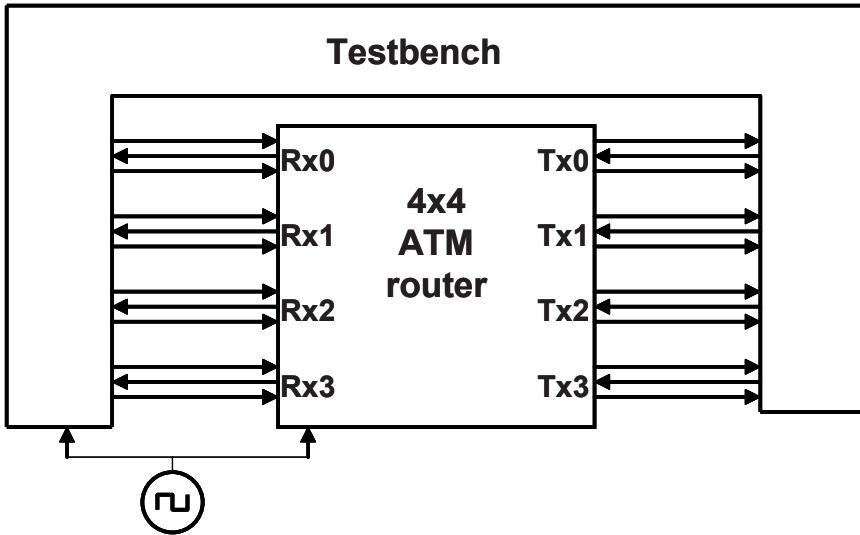 Testbench
Rx0
Tx0
4x4
ATM
router
Rx1
Tx1
Rx2
Tx2
Rx3
Tx3